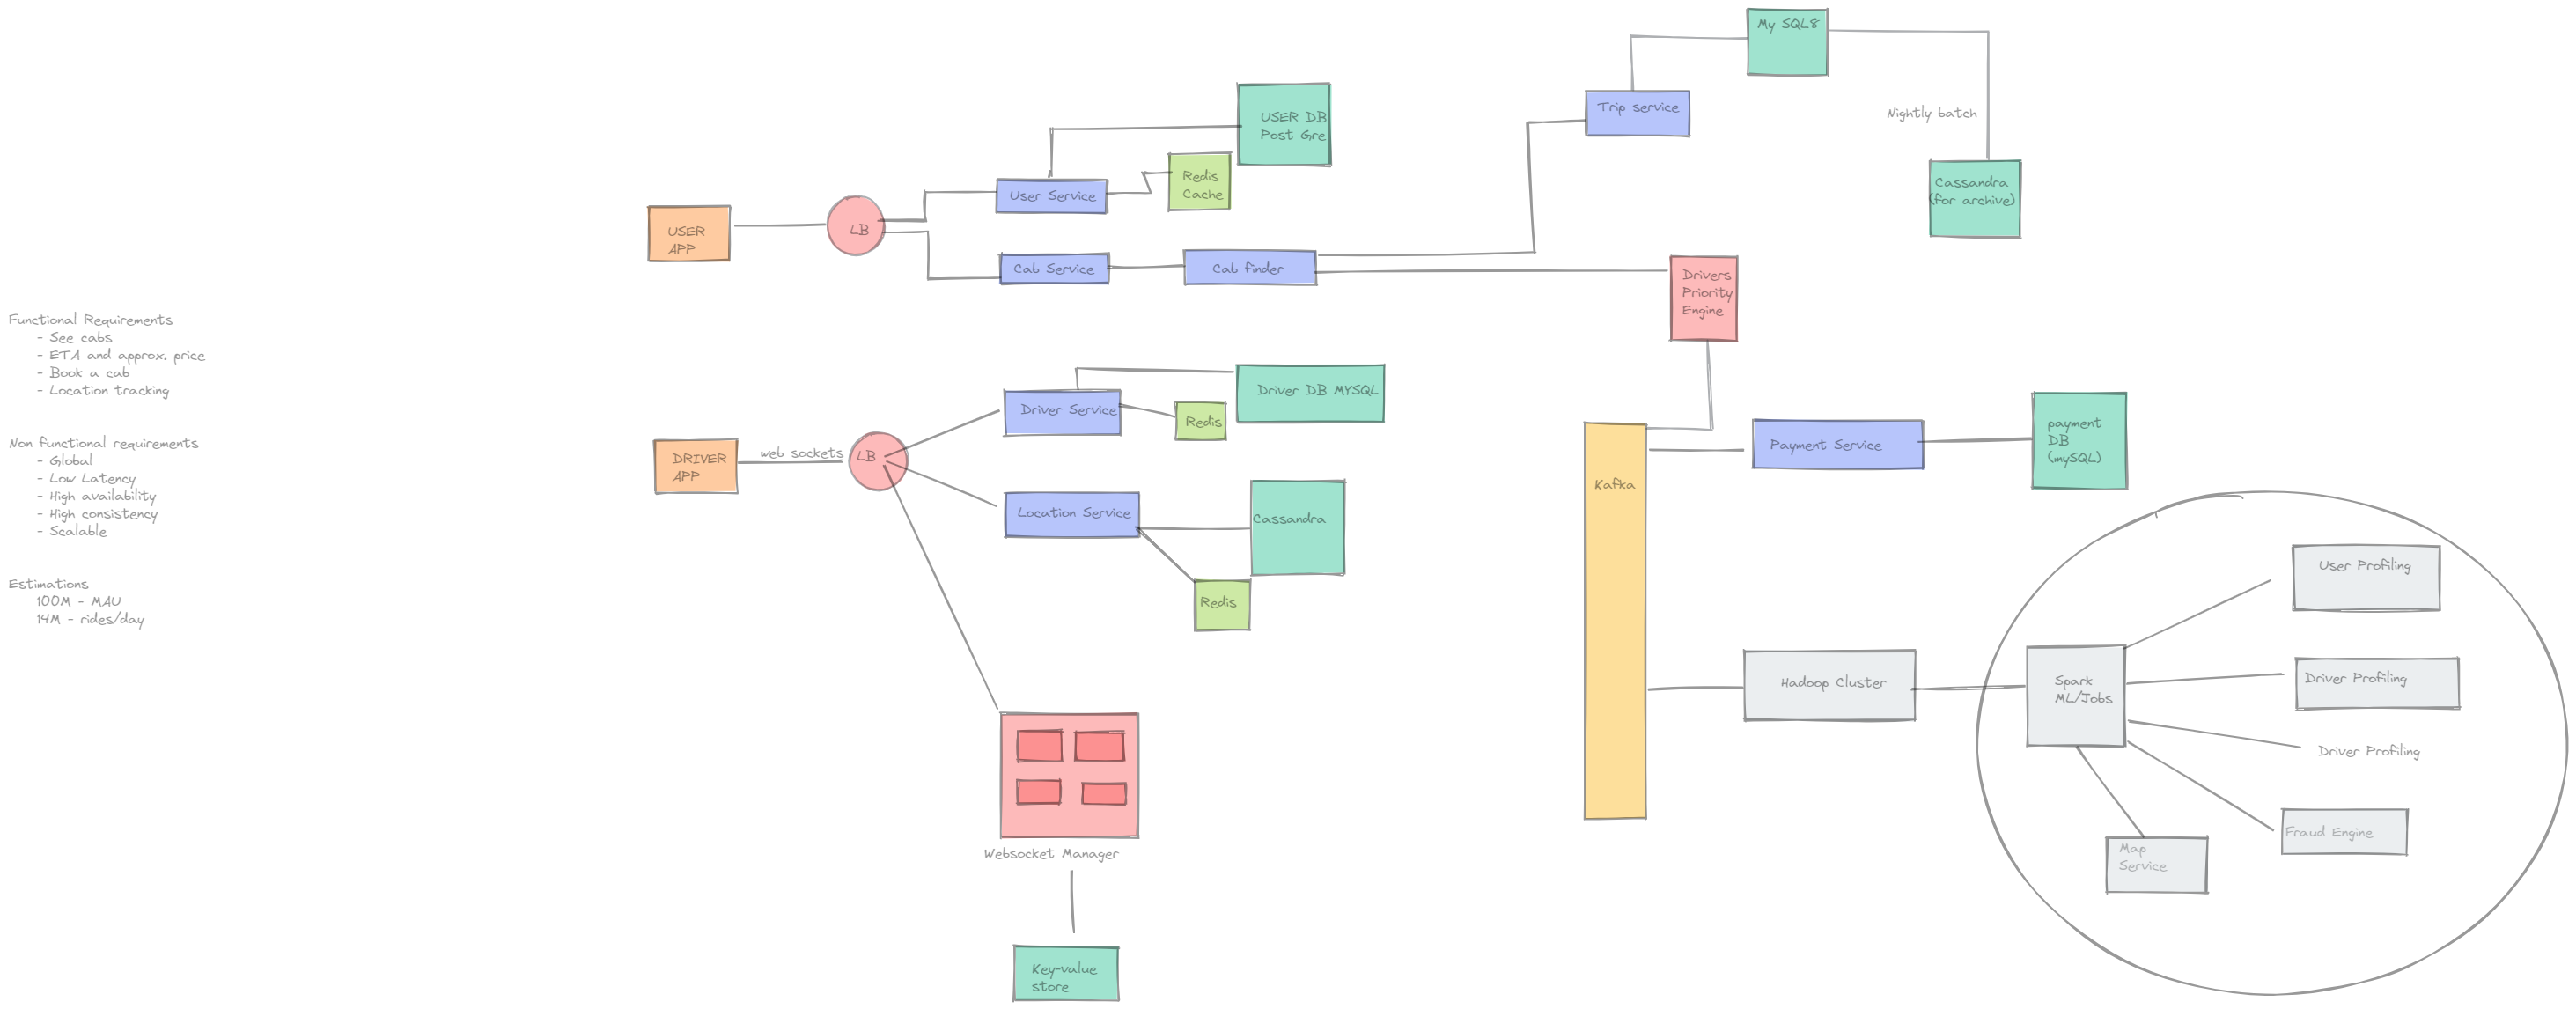 My SQL8
Trip service
Nightly batch
USER DB
Post Gre
Redis
Cache
User Service
Cassandra
(for archive)
USER
APP
LB
Cab Service
Cab finder
Drivers
Priority
Engine
Functional Requirements
- See cabs
- ETA and approx. price
- Book a cab
- Location tracking
Non functional requirements
- Global
- Low Latency
- High availability
- High consistency
- Scalable
Estimations
100M - MAU
14M - rides/day
Driver DB MYSQL
Driver Service
Redis
DRIVER
APP
web sockets
LB
Location Service
Cassandra
Redis
Websocket Manager
Key-value
store
Kafka
Payment Service
payment
DB
(mySQL)
Hadoop Cluster
Spark
ML/Jobs
User Profiling
Driver Profiling
Driver Profiling
Fraud Engine
Map
Service